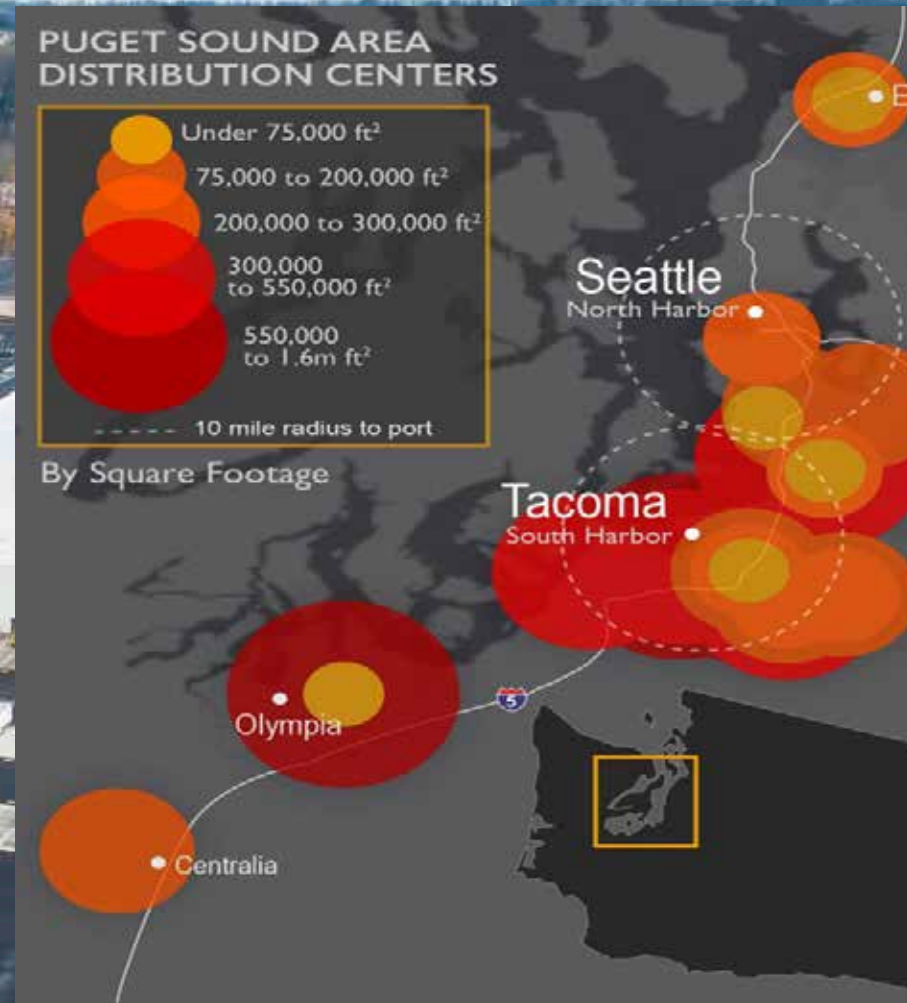 PUGET SOUND AREA
DISTRIBUTION CENTERS
Under 75,000 ft²
75,000 to 200,000 ft²
200,000 to 300,000 ft²
300,000
to 550,000 ft²
550,000
to 1.6m ft²
10 mile radius to port
By Square Footage
E
Seattle
North Harbor
Tacoma
South Harbor
5
Olympia
Centralia